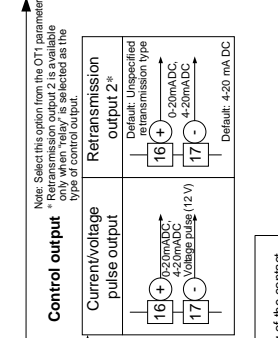 Note: Select this option from the OT1 parameter
* Retransmission output 2 is available
only when "relay" is selected as the
type of control output.
Control output
Current/voltage
pulse output
16
+
0-20mADC,
4-20mADC
Voltage pulse (12 V)
17
-
Retransmission
output 2*
Default: Unspecified
retransmission type
16
+
0-20mADC,
4-20mADC
17
-
Default: 4-20 mA DC
of the contact